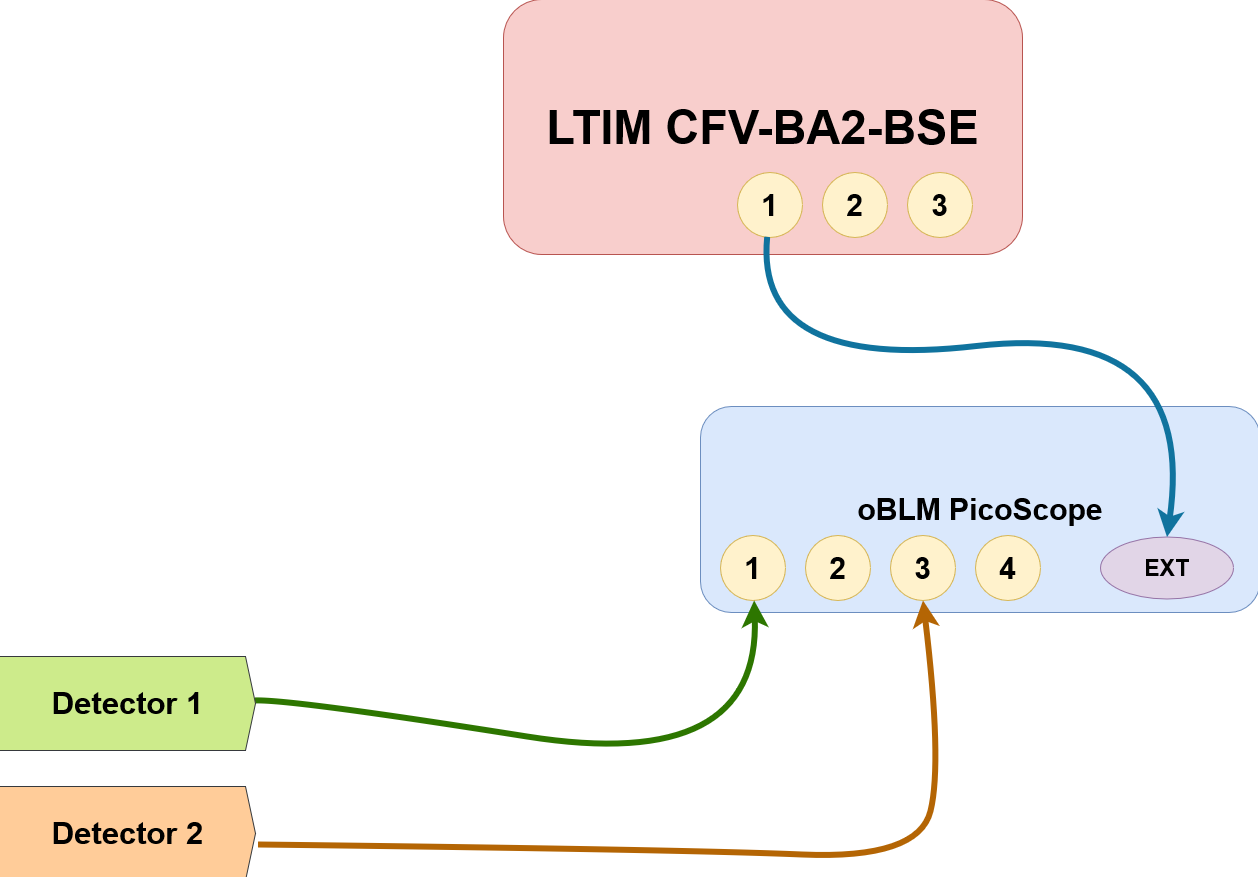 LTIM CFV-BA2-BSE
1 2 3
oBLM PicoScope
1 2 3 4 EXT
Detector 1
Detector 2